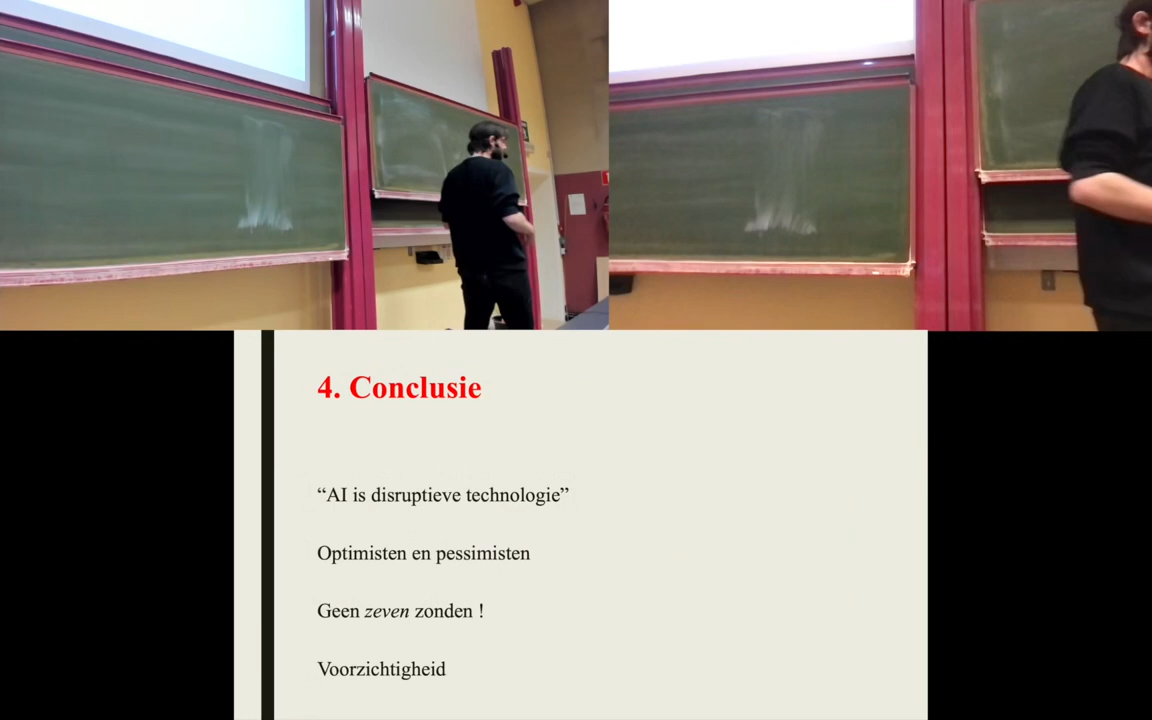 4. Conclusie
“AI is disruptieve technologie”
Optimisten en pessimisten
Geen zeven zonden !
Voorzichtigheid